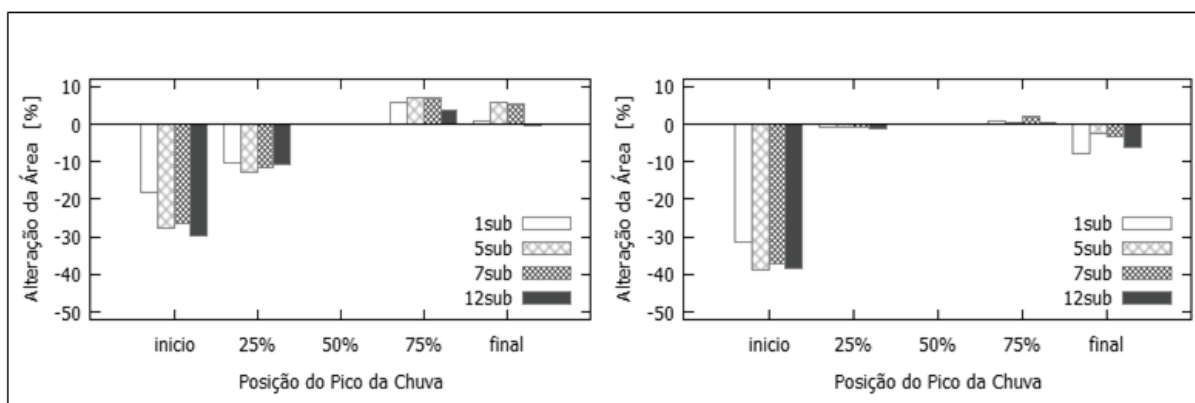 Alteração da Área [%]
10
0
-10
-20
-30
-40
-50
1sub
5sub
7sub
12sub
inicio 25% 50% 75% final
Posição do Pico da Chuva
Alteração da Área [%]
10
0
-10
-20
-30
-40
-50
1sub
5sub
7sub
12sub
inicio 25% 50% 75% final
Posição do Pico da Chuva